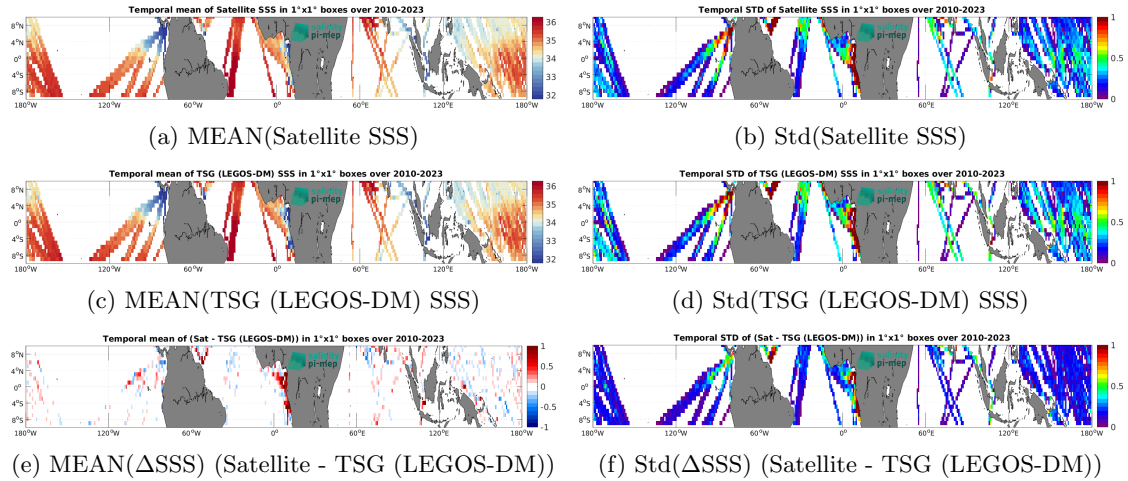 Temporal mean of Satellite SSS in 1°x1° boxes over 2010-2023
8°N
4°N
0°
4°S
8°S
180°W 120°W 60°W 0° 60°E 120°E 180°W
36
35
34
33
32
salinity
pi-mep
(a) MEAN(Satellite SSS)
Temporal STD of Satellite SSS in 1°x1° boxes over 2010-2023
8°N
4°N
0°
4°S
8°S
180°W 120°W 60°W 0° 60°E 120°E 180°W
1
0.5
0
salinity
pi-mep
(b) Std(Satellite SSS)
Temporal mean of TSG (LEGOS-DM) SSS in 1°x1° boxes over 2010-2023
8°N
4°N
0°
4°S
8°S
180°W 120°W 60°W 0° 60°E 120°E 180°W
36
35
34
33
32
salinity
pi-mep
(c) MEAN(TSG (LEGOS-DM) SSS)
Temporal STD of TSG (LEGOS-DM) SSS in 1°x1° boxes over 2010-2023
8°N
4°N
0°
4°S
8°S
180°W 120°W 60°W 0° 60°E 120°E 180°W
1
0.5
0
salinity
pi-mep
(d) Std(TSG (LEGOS-DM) SSS)
Temporal mean of (Sat - TSG (LEGOS-DM)) in 1°x1° boxes over 2010-2023
8°N
4°N
0°
4°S
8°S
180°W 120°W 60°W 0° 60°E 120°E 180°W
1
0.5
0
-0.5
-1
salinity
pi-mep
(e) MEAN(ΔSSS) (Satellite - TSG (LEGOS-DM))
Temporal STD of (Sat - TSG (LEGOS-DM)) in 1°x1° boxes over 2010-2023
8°N
4°N
0°
4°S
8°S
180°W 120°W 60°W 0° 60°E 120°E 180°W
1
0.5
0
salinity
pi-mep
(f) Std(ΔSSS) (Satellite - TSG (LEGOS-DM))